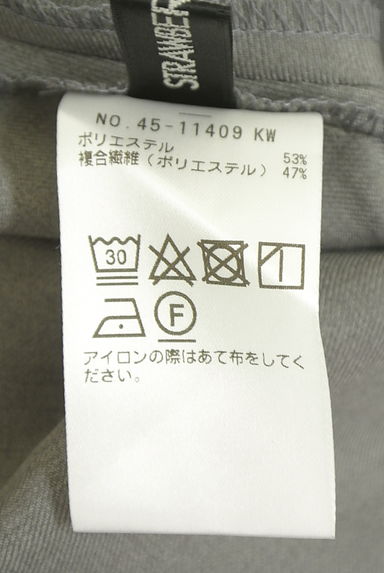 STRAWBER
NO. 45-11409 KW
ポリエステル 53%
複合繊維（ポリエステル） 47%
30
F
アイロンの際はあて布をしてく
ださい。